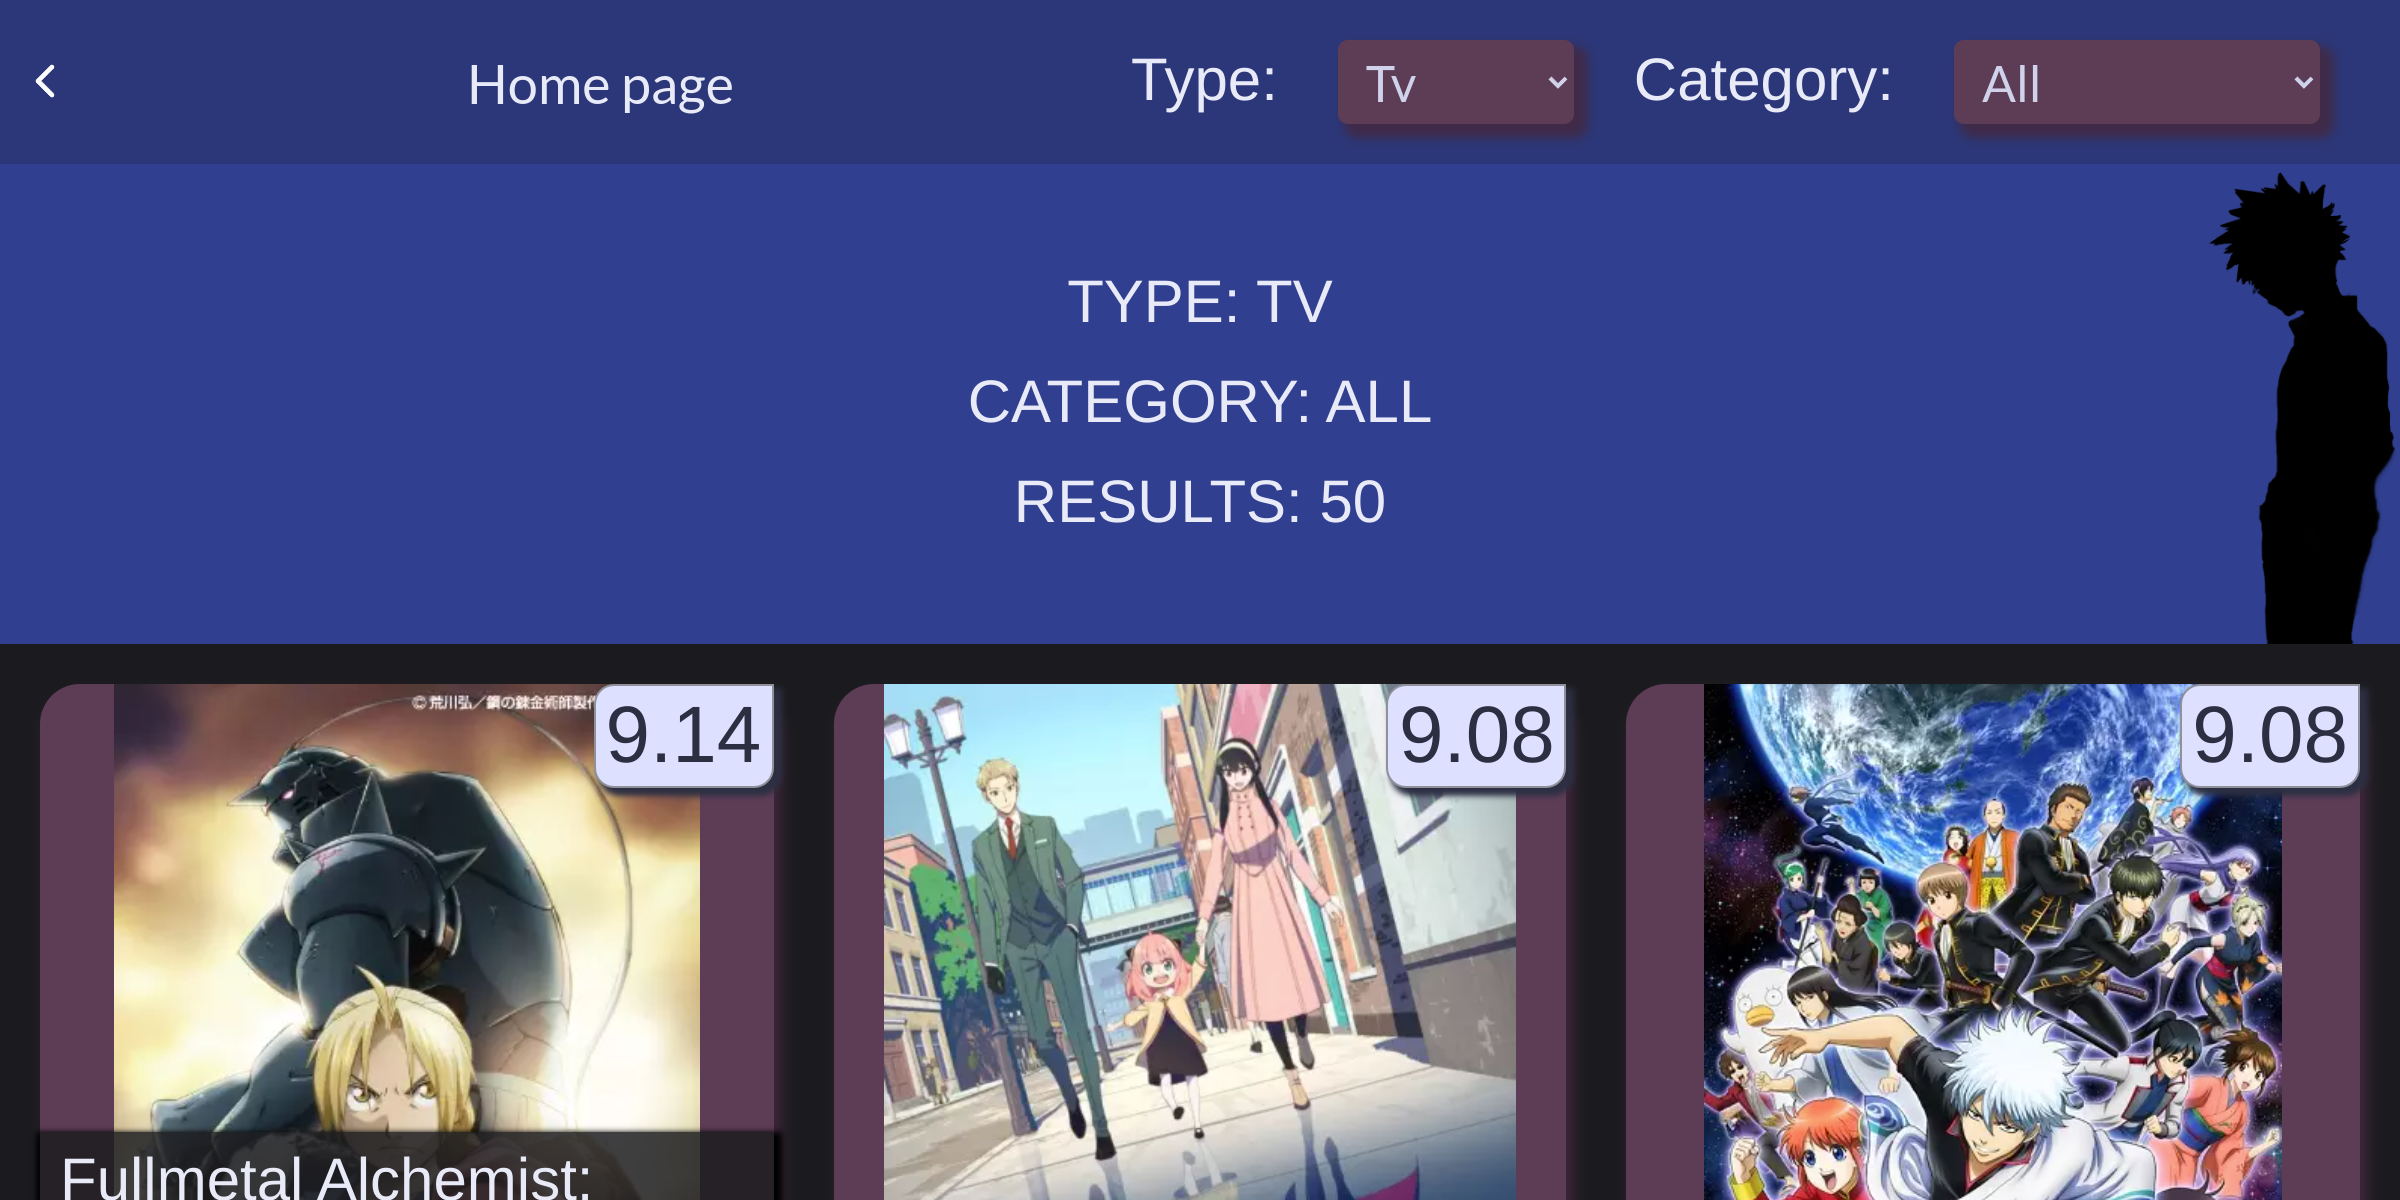 Home page
Type:
Tv
Category:
All
TYPE: TV
CATEGORY: ALL
RESULTS: 50
© 荒川弘／鋼の錬金術師製作
9.14
9.08
9.08
Fullmetal Alchemist: